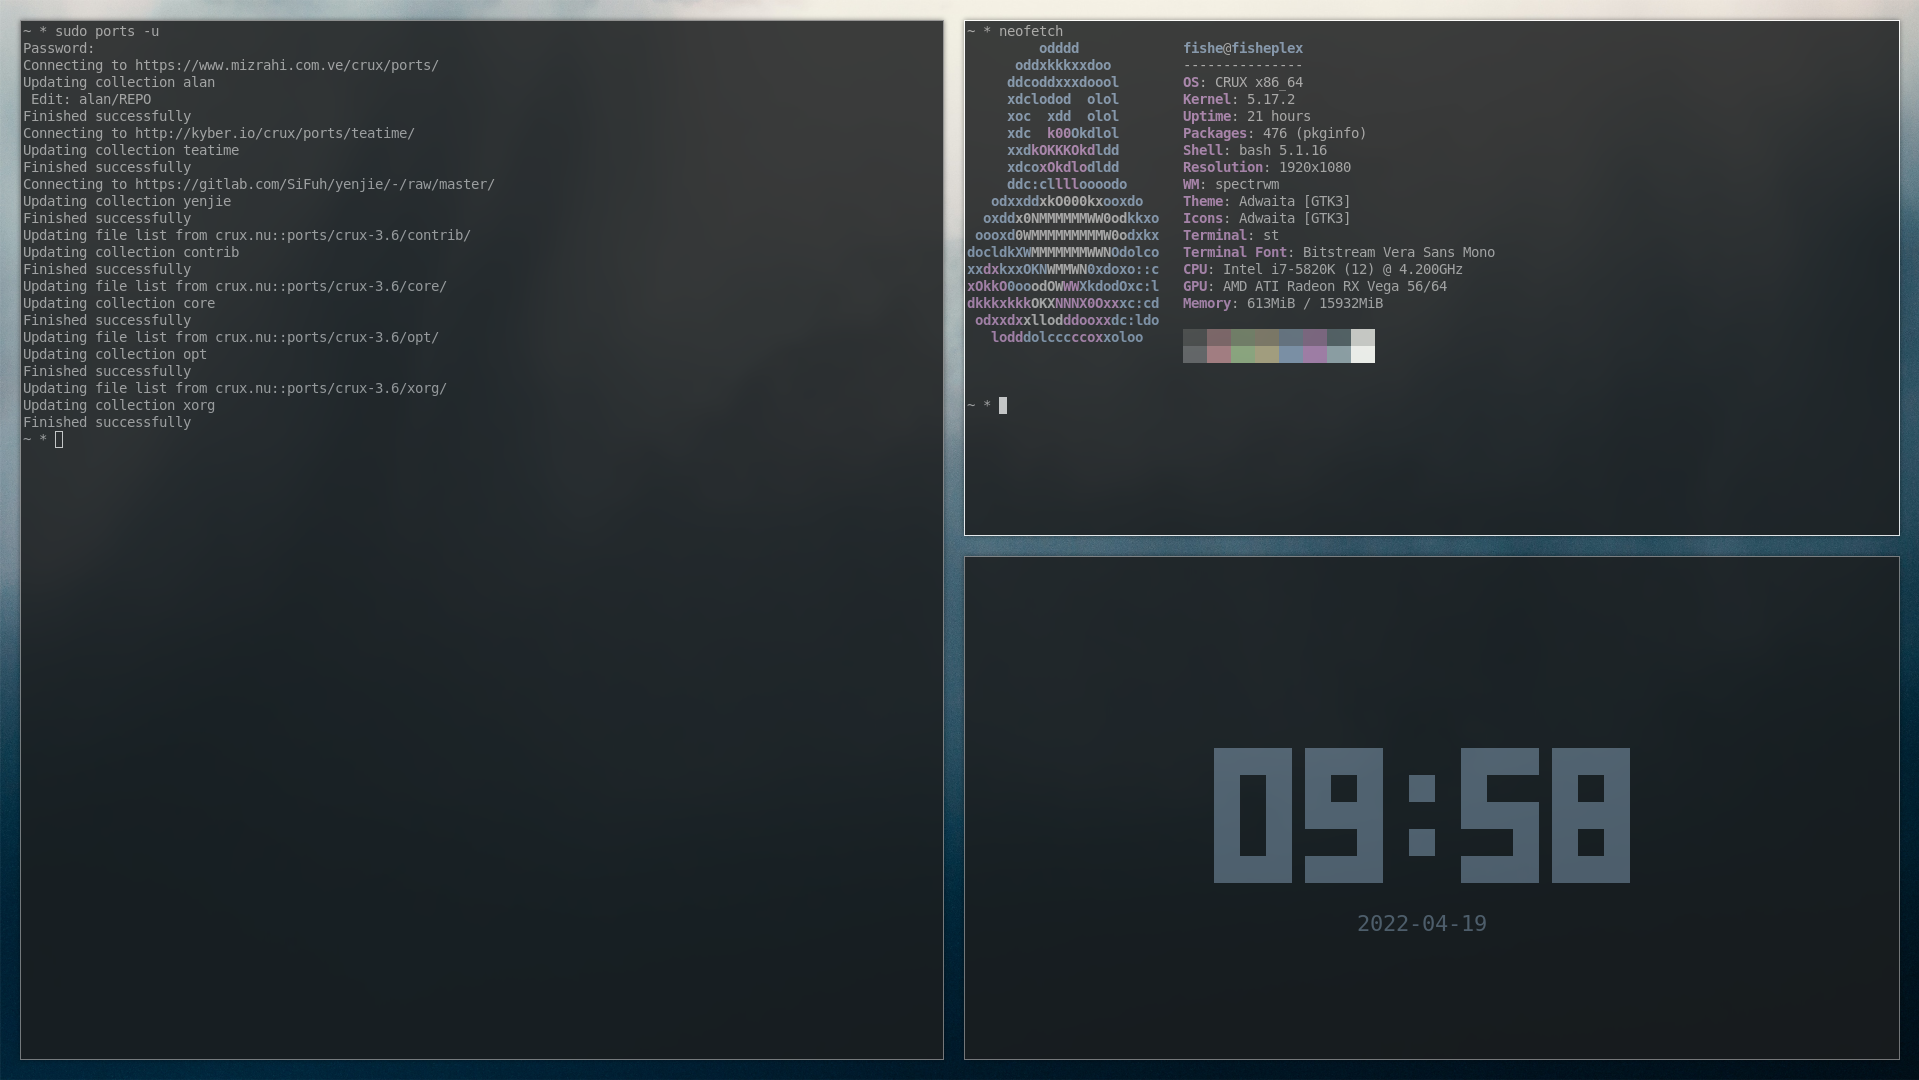 ~ * sudo ports -u
Password:
Connecting to https://www.mizrahi.com.ve/crux/ports/
Updating collection alan
 Edit: alan/REPO
Finished successfully
Connecting to http://kyber.io/crux/ports/teatime/
Updating collection teatime
Finished successfully
Connecting to https://gitlab.com/SiFuh/yenjie/-/raw/master/
Updating collection yenjie
Finished successfully
Updating file list from crux.nu::ports/crux-3.6/contrib/
Updating collection contrib
Finished successfully
Updating file list from crux.nu::ports/crux-3.6/core/
Updating collection core
Finished successfully
Updating file list from crux.nu::ports/crux-3.6/opt/
Updating collection opt
Finished successfully
Updating file list from crux.nu::ports/crux-3.6/xorg/
Updating collection xorg
Finished successfully
~ *
~ * neofetch
         odddd             fishe@fisheplex
      oddxkkkxxdoo         ---------------
     ddcoddxxxdoool        OS: CRUX x86_64
     xdclodod  olol        Kernel: 5.17.2
     xoc  xdd  olol        Uptime: 21 hours
     xdc  k00Okdlol        Packages: 476 (pkginfo)
     xxdkOKKKOkdldd        Shell: bash 5.1.16
     xdcoxOkdlodldd        Resolution: 1920x1080
     ddc:clllloooodo       WM: spectrwm
   odxxddxkO000kxooxdo     Theme: Adwaita [GTK3]
  oxddx0NMMMMMMWW0odkkxo   Icons: Adwaita [GTK3]
 oooxd0WMMMMMMMMMW0odxkx   Terminal: st
docldkXWMMMMMMMWWNOdolco   Terminal Font: Bitstream Vera Sans Mono
xxdxkxxOKNWMMWN0xdoxo::c   CPU: Intel i7-5820K (12) @ 4.200GHz
xOkkO0ooodOWWWXkdodOxc:l   GPU: AMD ATI Radeon RX Vega 56/64
dkkkxkkkOKXNNNX0Oxxxc:cd   Memory: 613MiB / 15932MiB
 odxxdxxllodddooxxdc:ldo
   lodddolccccccoxxoloo
~ *
09:58
2022-04-19